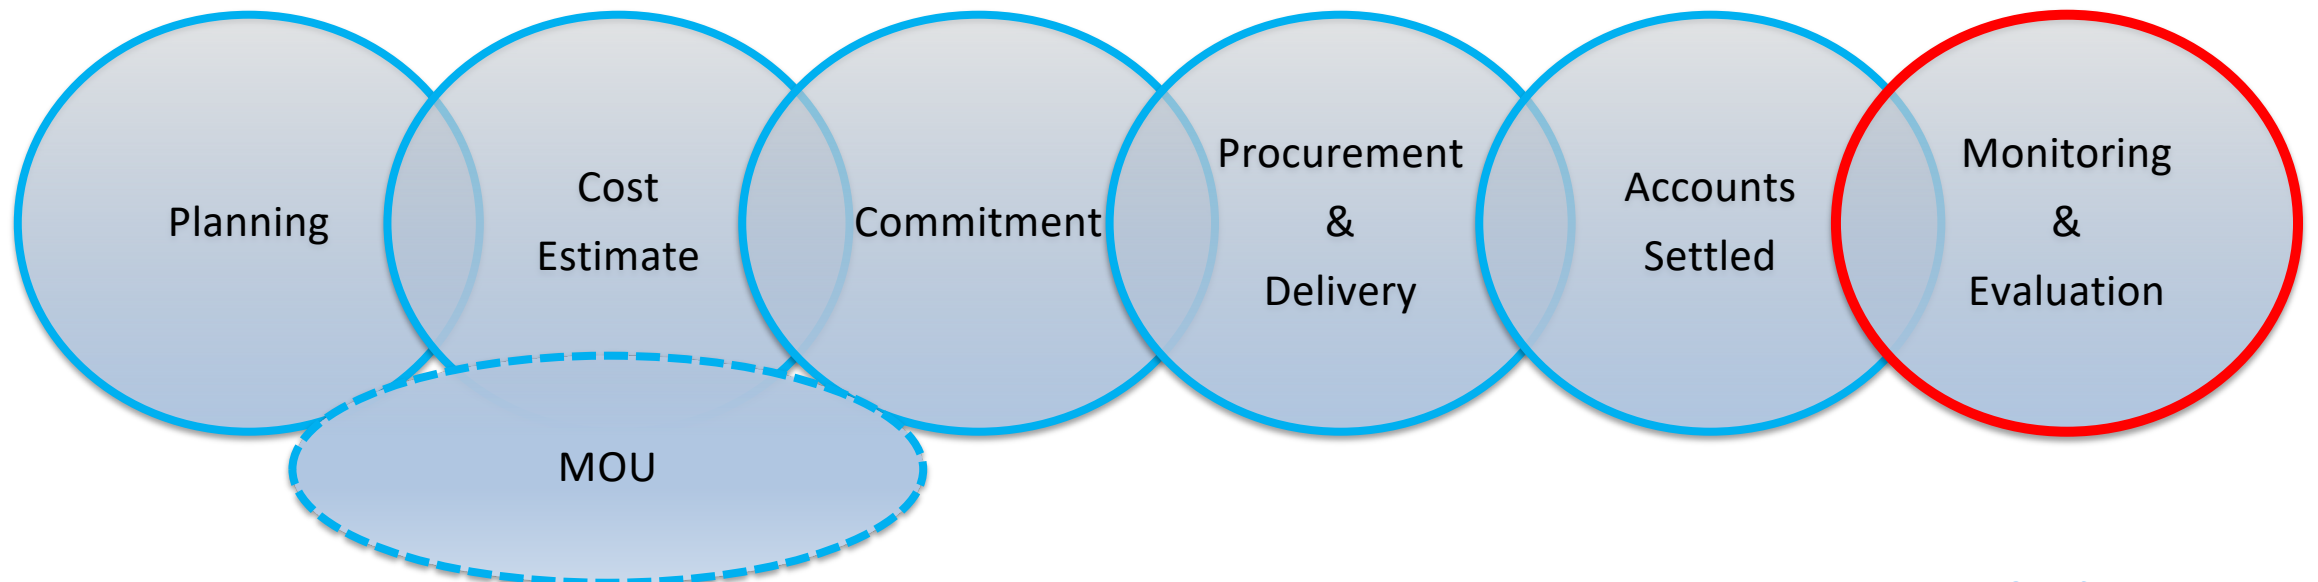 Planning
Cost
Estimate
Commitment
Procurement
&
Delivery
Accounts
Settled
Monitoring
&
Evaluation
MOU